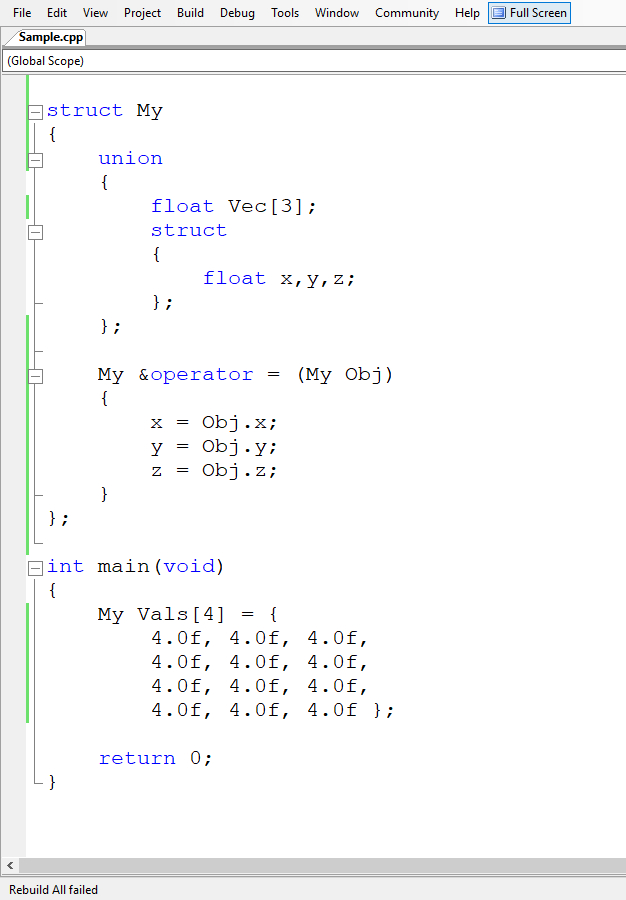 File Edit View Project Build Debug Tools Window Community Help Full Screen
Sample.cpp
(Global Scope)
struct My
{
union
{
float Vec[3];
struct
{
float x,y,z;
};
};
My &operator = (My Obj)
{
x = Obj.x;
y = Obj.y;
z = Obj.z;
}
};
int main(void)
{
My Vals[4] = {
4.0f, 4.0f, 4.0f,
4.0f, 4.0f, 4.0f,
4.0f, 4.0f, 4.0f,
4.0f, 4.0f, 4.0f };
return 0;
}
Rebuild All failed